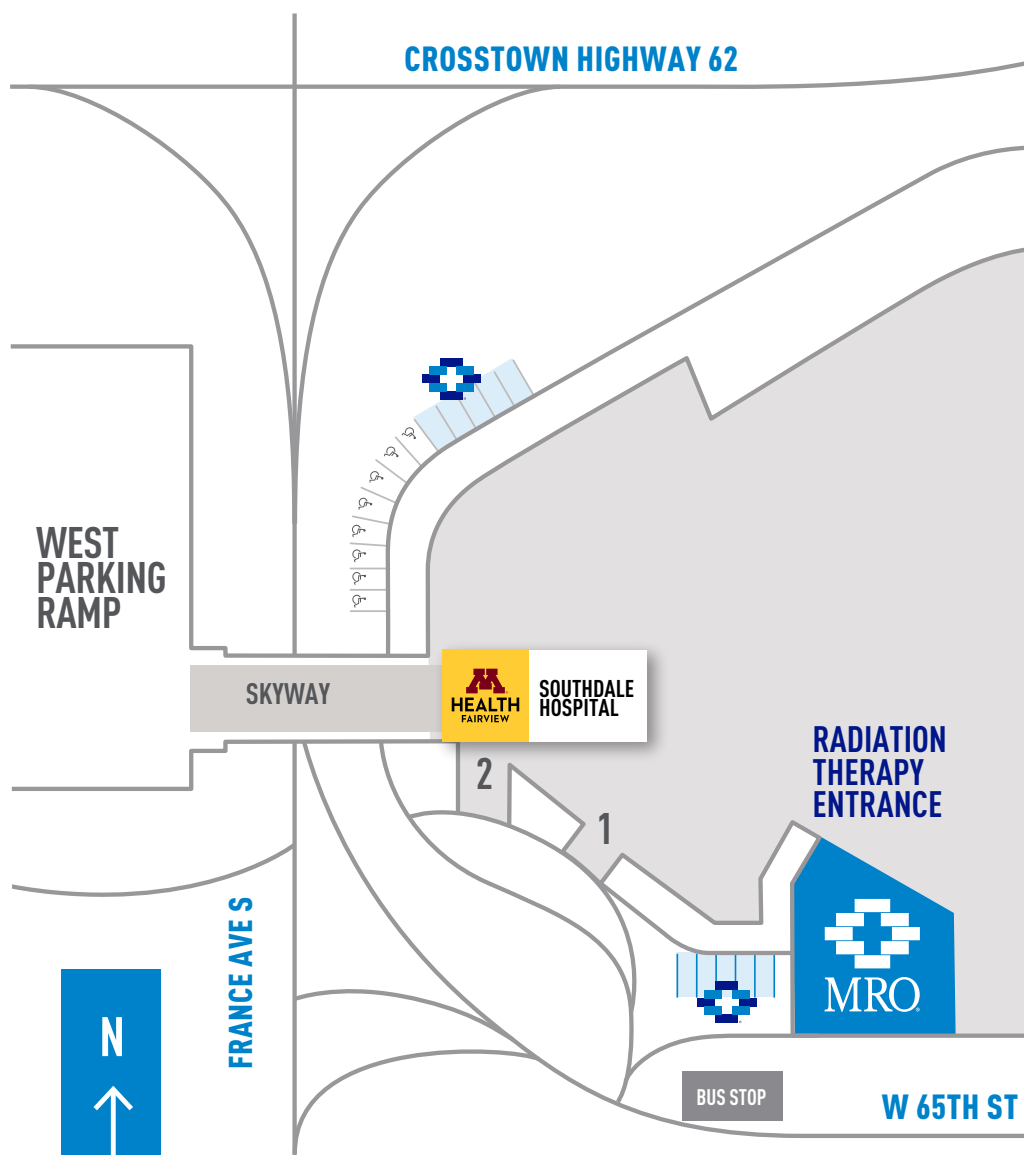 CROSSTOWN HIGHWAY 62
WEST
PARKING
RAMP
SKYWAY
M
HEALTH
FAIRVIEW
SOUTHDALE
HOSPITAL
2
1
RADIATION
THERAPY
ENTRANCE
FRANCE AVE S
MRO
N
BUS STOP
W 65TH ST